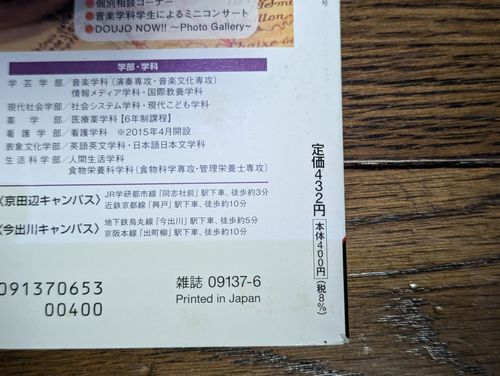 ●個別相談コーナー
●音楽学科学生によるミニコンサート
●DOUJO NOW!! ～Photo Gallery～
学部・学科
学芸学部／音楽学科（演奏専攻・音楽文化専攻）
情報メディア学科・国際教養学科
現代社会学部／社会システム学科・現代こども学科
薬学部／医療薬学科【6年制課程】
看護学部／看護学科 ※2015年4月開設
表象文化学部／英語英文学科・日本語日本文学科
生活科学部／人間生活学科
食物栄養科学科（食物科学専攻・管理栄養士専攻）
〈京田辺キャンパス〉JR学研都市線「同志社前」駅下車、徒歩約3分
近鉄京都線「興戸」駅下車、徒歩約10分
〈今出川キャンパス〉地下鉄烏丸線「今出川」駅下車、徒歩約5分
京阪本線「出町柳」駅下車、徒歩約10分
091370653
00400
雑誌 09137-6
Printed in Japan
号
定価432円 本体400円（税8%）